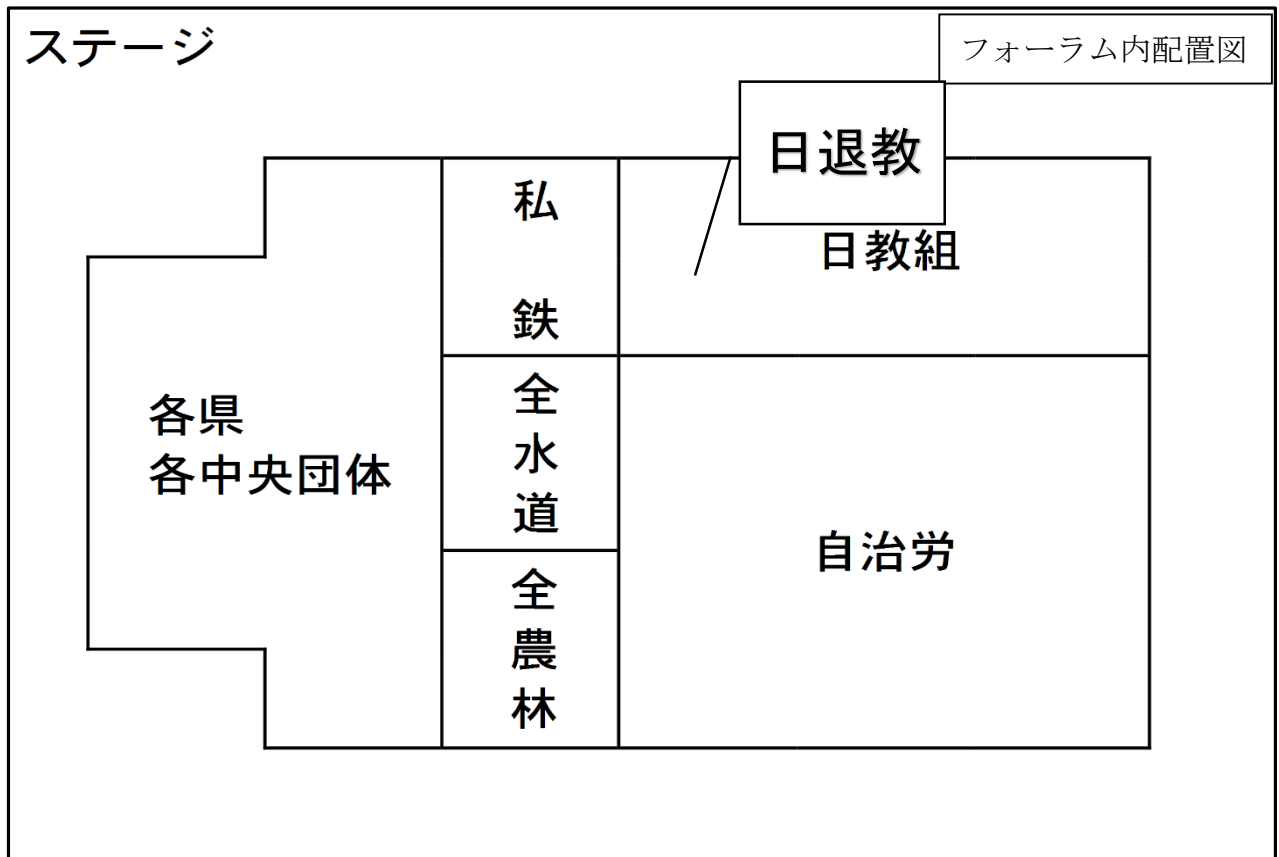 ステージ
フォーラム内配置図
日退教
私鉄
日教組
各県
各中央団体
全水道
自治労
全農林